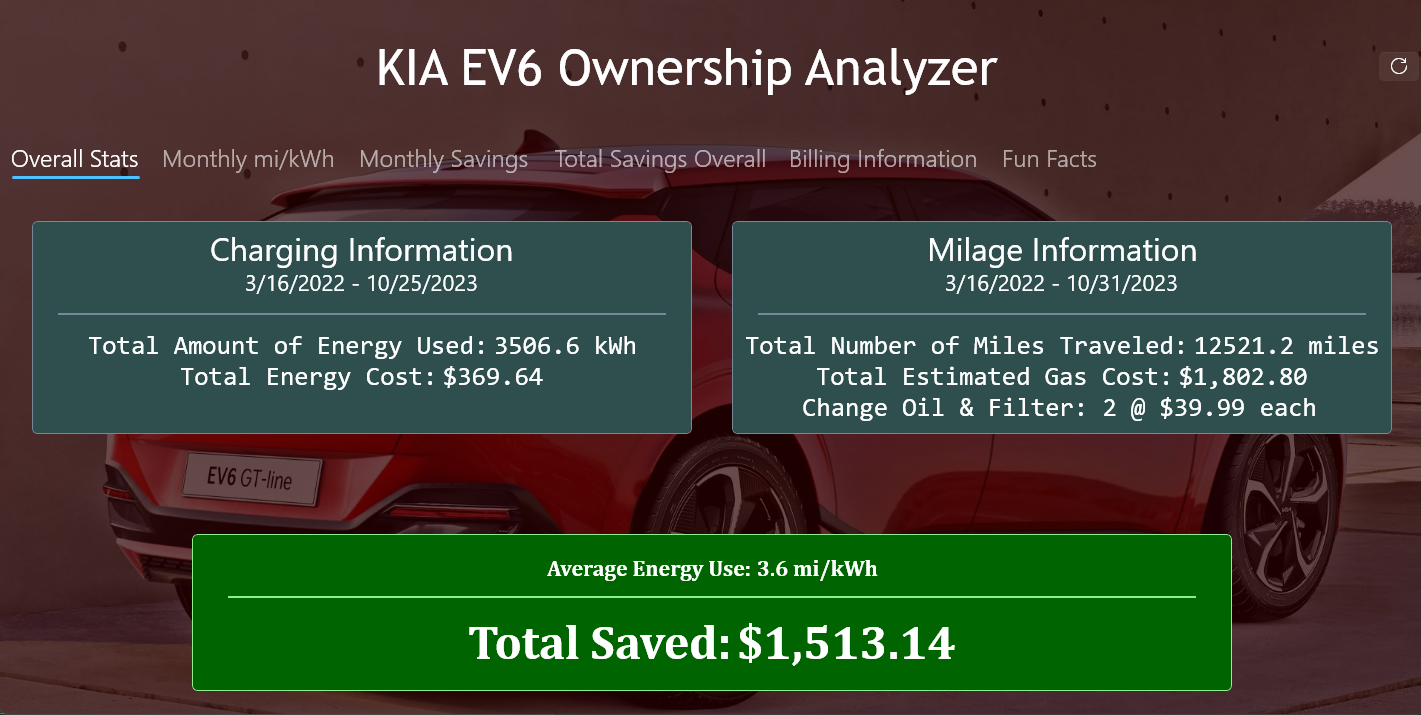 KIA EV6 Ownership Analyzer
Overall Stats Monthly mi/kWh Monthly Savings Total Savings Overall Billing Information Fun Facts
Charging Information
3/16/2022 - 10/25/2023
Total Amount of Energy Used: 3506.6 kWh
Total Energy Cost: $369.64
Milage Information
3/16/2022 - 10/31/2023
Total Number of Miles Traveled: 12521.2 miles
Total Estimated Gas Cost: $1,802.80
Change Oil & Filter: 2 @ $39.99 each
EV6 GT-line
Average Energy Use: 3.6 mi/kWh
Total Saved: $1,513.14